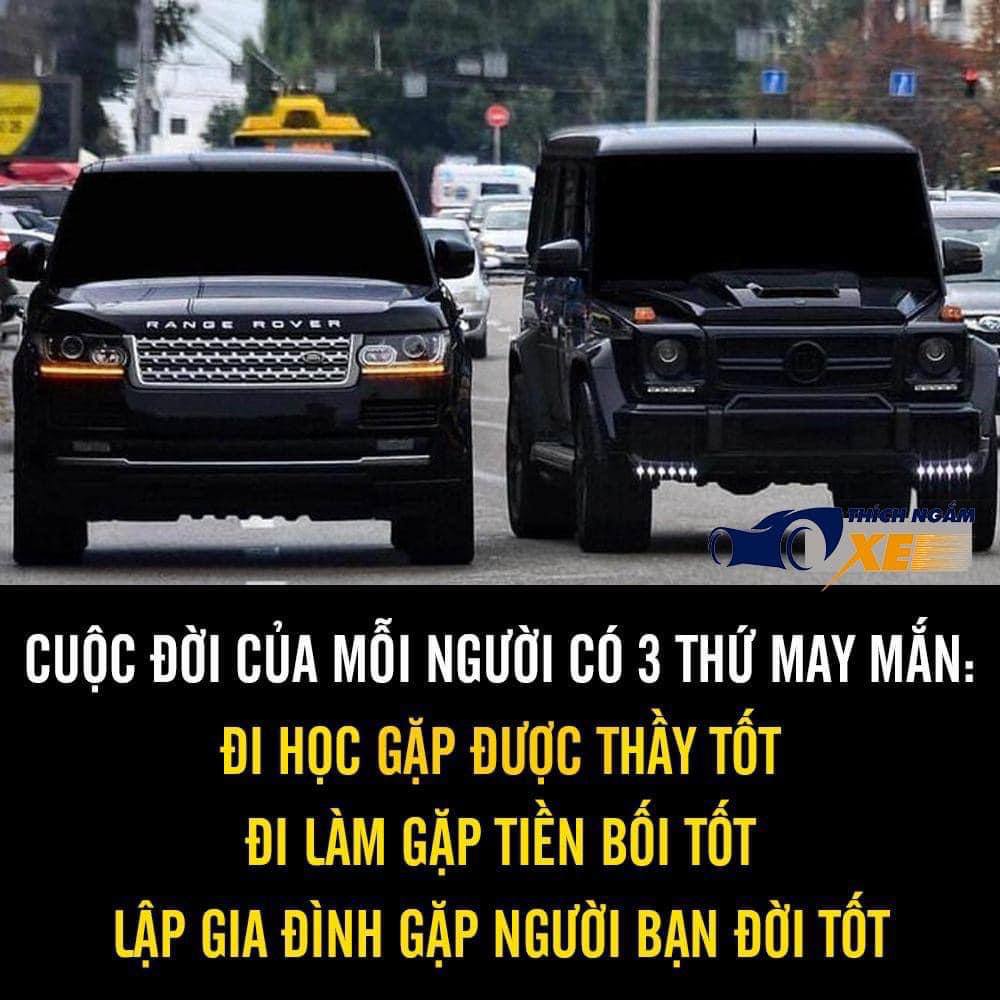 RANGE ROVER
THÍCH NGẮM
XE
CUỘC ĐỜI CỦA MỖI NGƯỜI CÓ 3 THỨ MAY MẮN:
ĐI HỌC GẶP ĐƯỢC THẦY TỐT
ĐI LÀM GẶP TIỀN BỐI TỐT
LẬP GIA ĐÌNH GẶP NGƯỜI BẠN ĐỜI TỐT